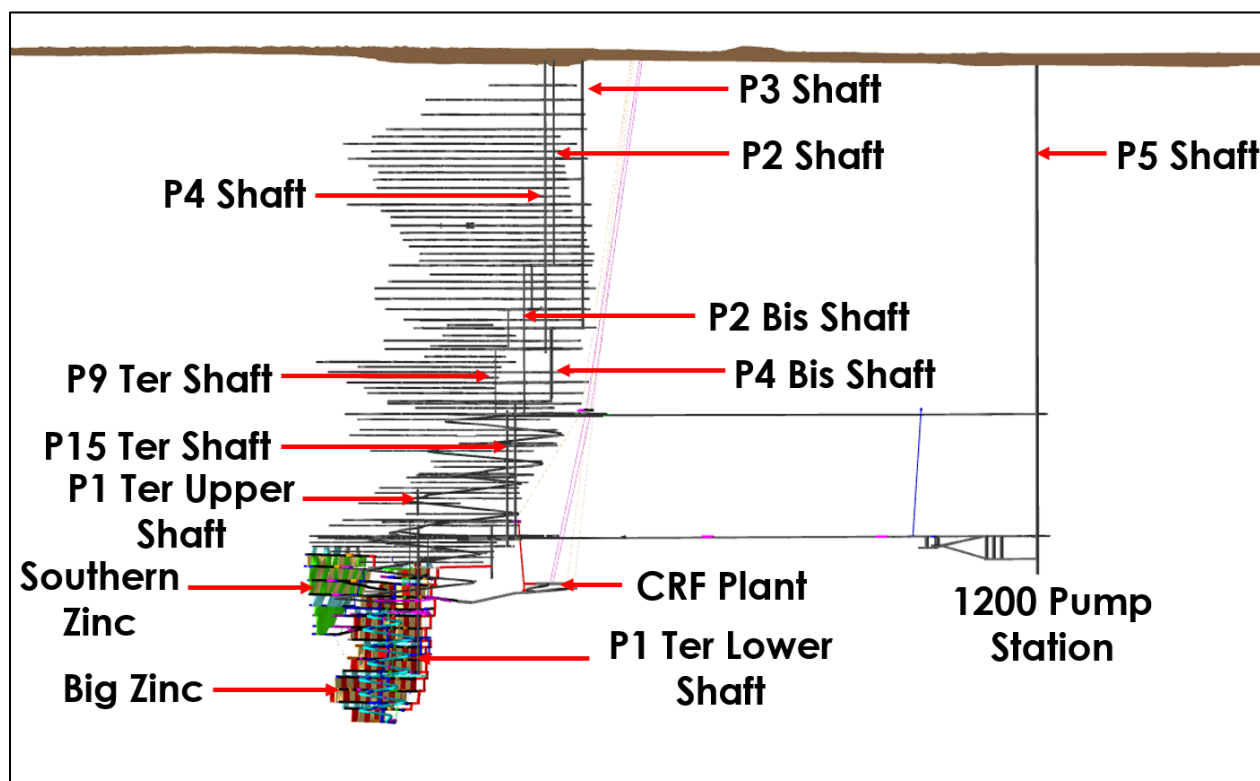 P3 Shaft
P2 Shaft
P5 Shaft
P4 Shaft
P2 Bis Shaft
P9 Ter Shaft
P4 Bis Shaft
P15 Ter Shaft
P1 Ter Upper
Shaft
Southern
Zinc
CRF Plant
1200 Pump
Station
P1 Ter Lower
Shaft
Big Zinc